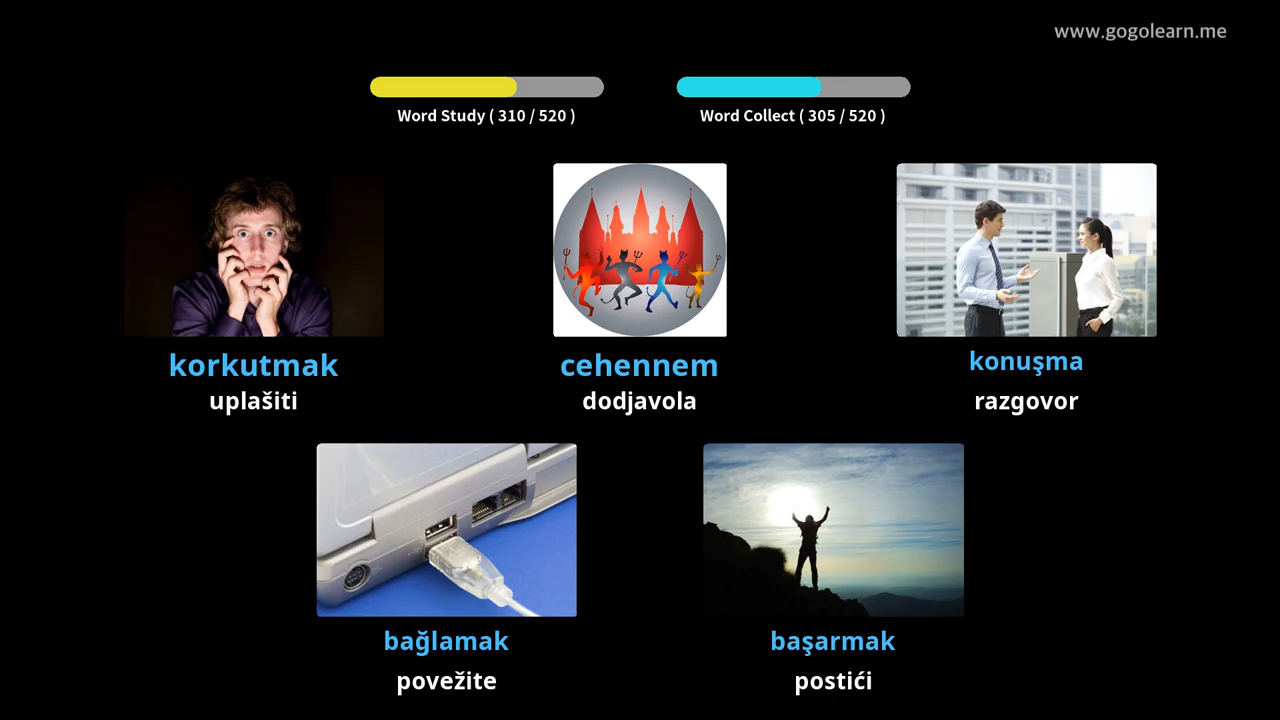 www.gogolearn.me
Word Study ( 310 / 520 )
Word Collect ( 305 / 520 )
korkutmak
uplašiti
cehennem
dodjavola
konuşma
razgovor
bağlamak
povežite
başarmak
postići